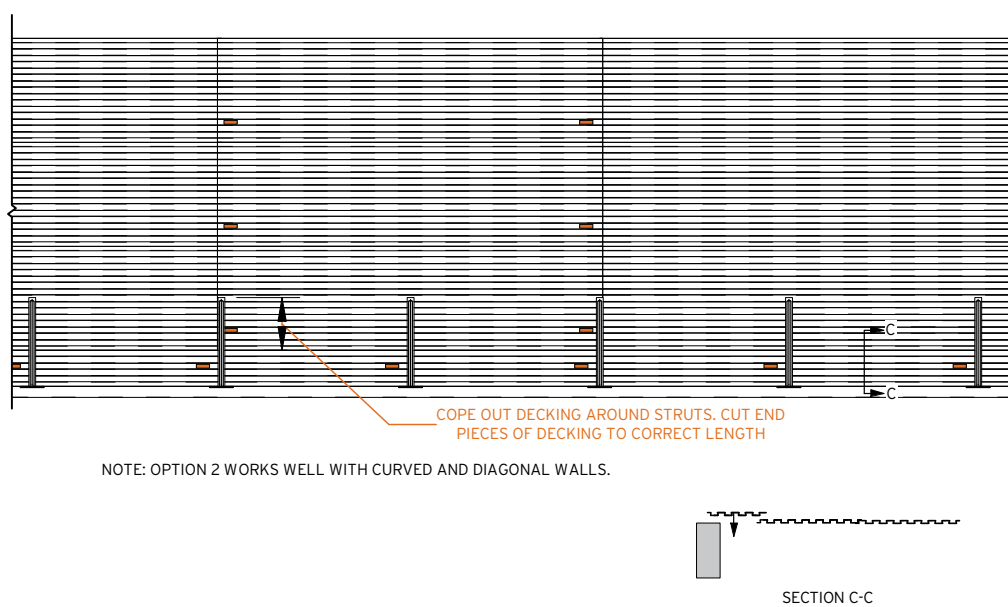 C
C
COPE OUT DECKING AROUND STRUTS. CUT END
PIECES OF DECKING TO CORRECT LENGTH
NOTE: OPTION 2 WORKS WELL WITH CURVED AND DIAGONAL WALLS.
SECTION C-C